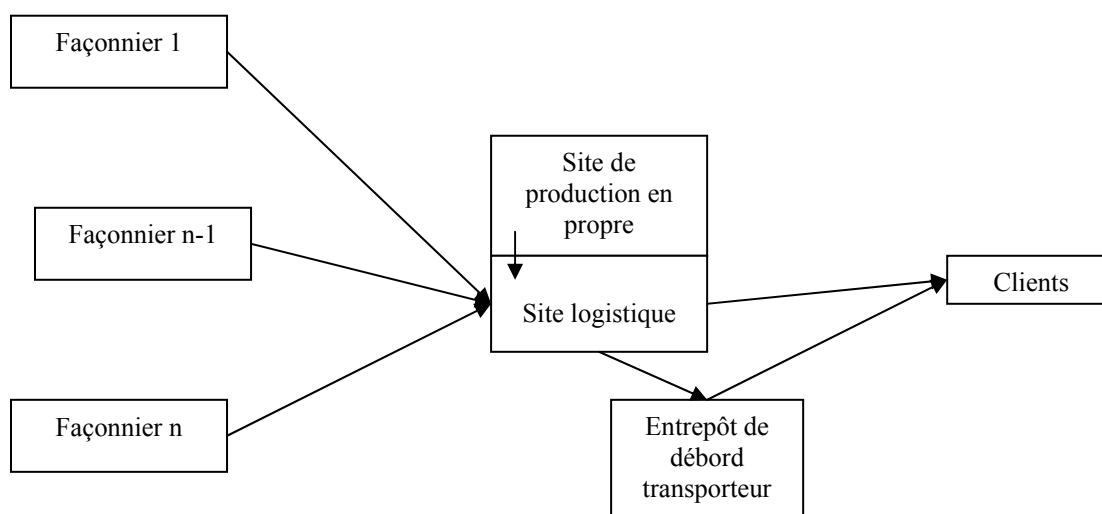 Façonnier 1
Site de
production en
propre
Façonnier n-1
Site logistique
Clients
Façonnier n
Entrepôt de
débord
transporteur